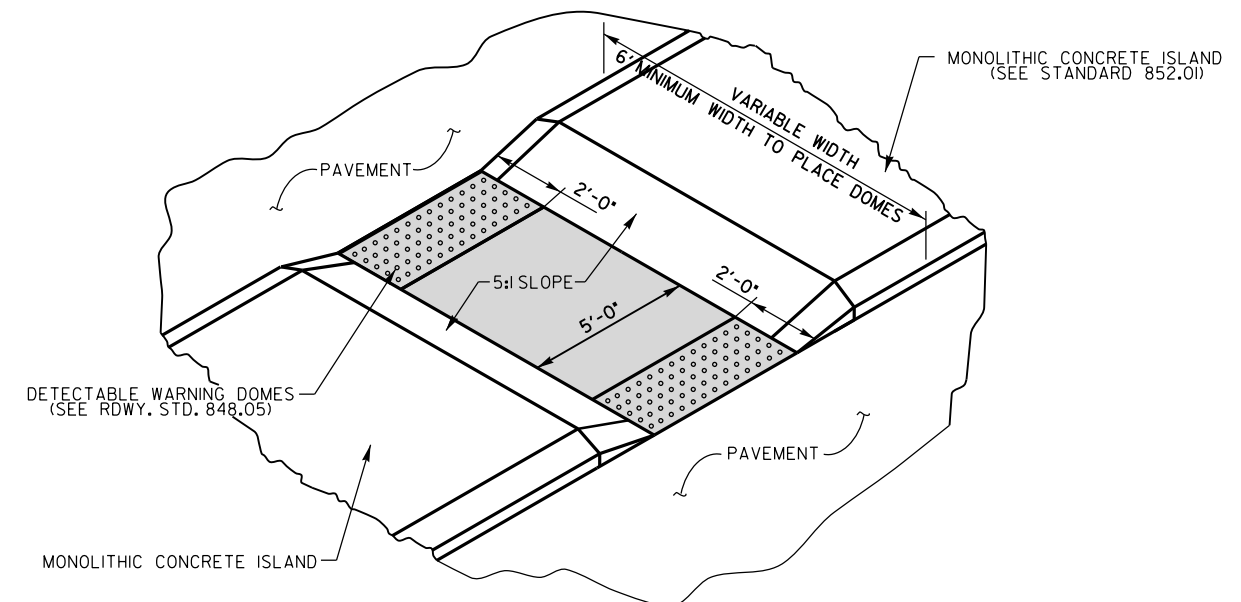 MONOLITHIC CONCRETE ISLAND
(SEE STANDARD 852.01)
VARIABLE WIDTH
6' MINIMUM WIDTH TO PLACE DOMES
PAVEMENT
2'-0"
5:1 SLOPE
2'-0"
5'-0"
DETECTABLE WARNING DOMES
(SEE RDWY. STD. 848.05)
PAVEMENT
MONOLITHIC CONCRETE ISLAND